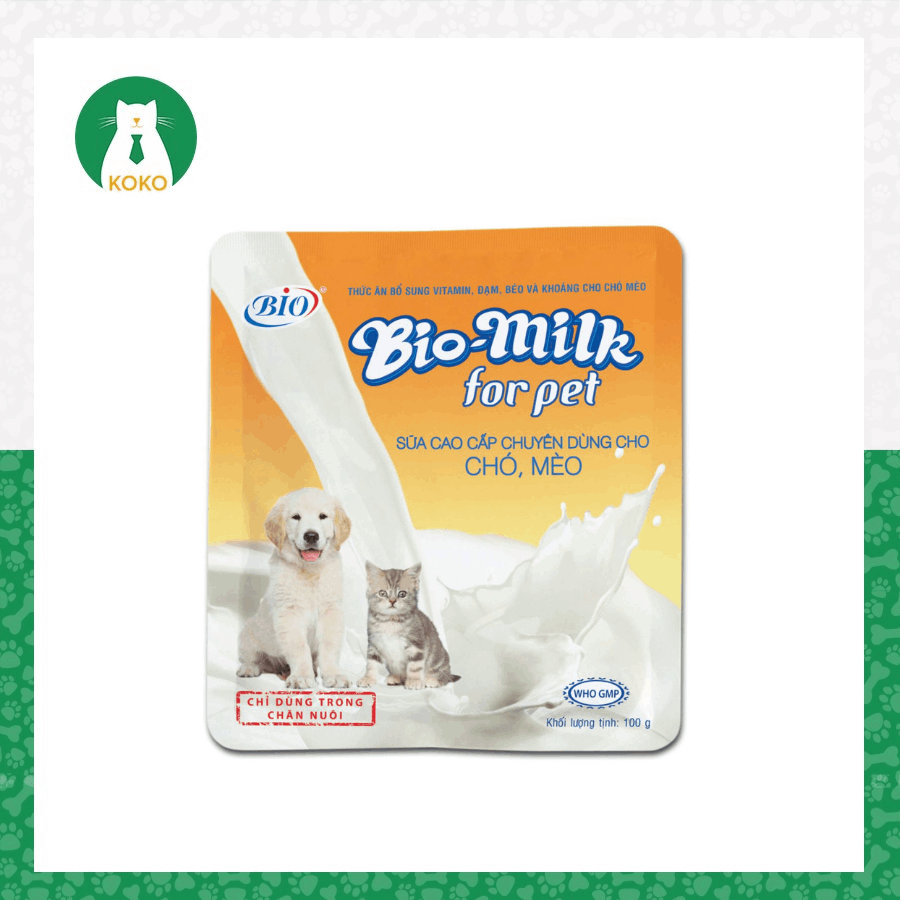 KOKO
BIO®
THỨC ĂN BỔ SUNG VITAMIN, ĐẠM, BÉO VÀ KHOÁNG CHO CHÓ MÈO
Bio-Milk
for pet
SỮA CAO CẤP CHUYÊN DÙNG CHO
CHÓ, MÈO
CHỈ DÙNG TRONG
CHĂN NUÔI
WHO GMP
Khối lượng tịnh: 100 g